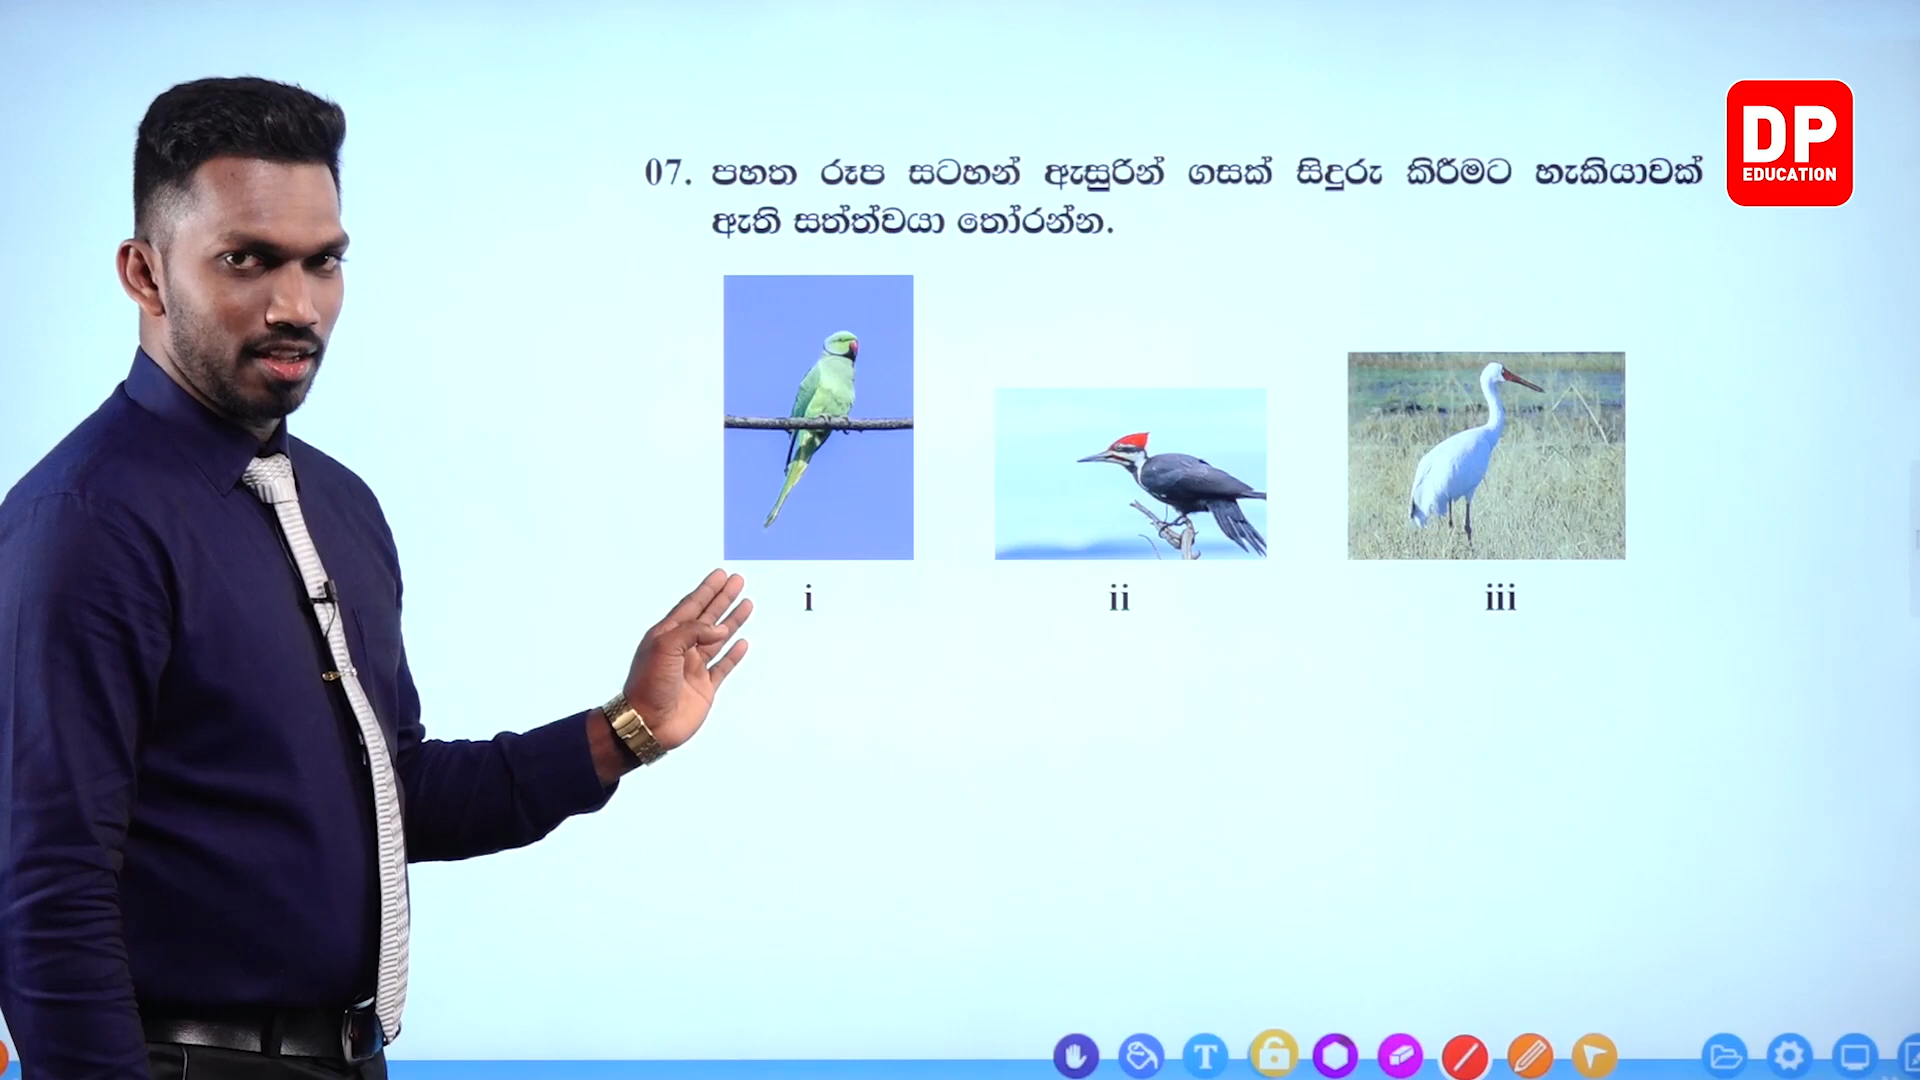 DP
EDUCATION
07. පහත රූප සටහන් ඇසුරින් ගසක් සිදුරු කිරීමට හැකියාවක්
ඇති සත්ත්වයා තෝරන්න.
i
ii
iii
T